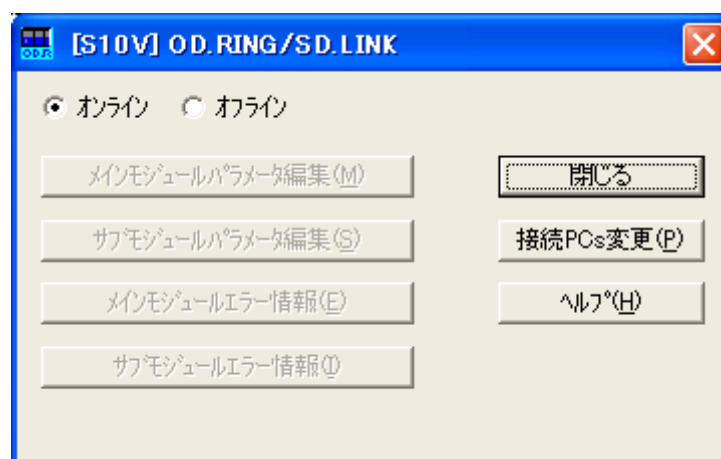 OD.R
[S10V] OD.RING/SD.LINK
オンライン オフライン
メインモジュールパラメータ編集(M)
閉じる
サブモジュールパラメータ編集(S)
接続PCs変更(P)
メインモジュールエラー情報(E)
ヘルプ(H)
サブモジュールエラー情報(I)